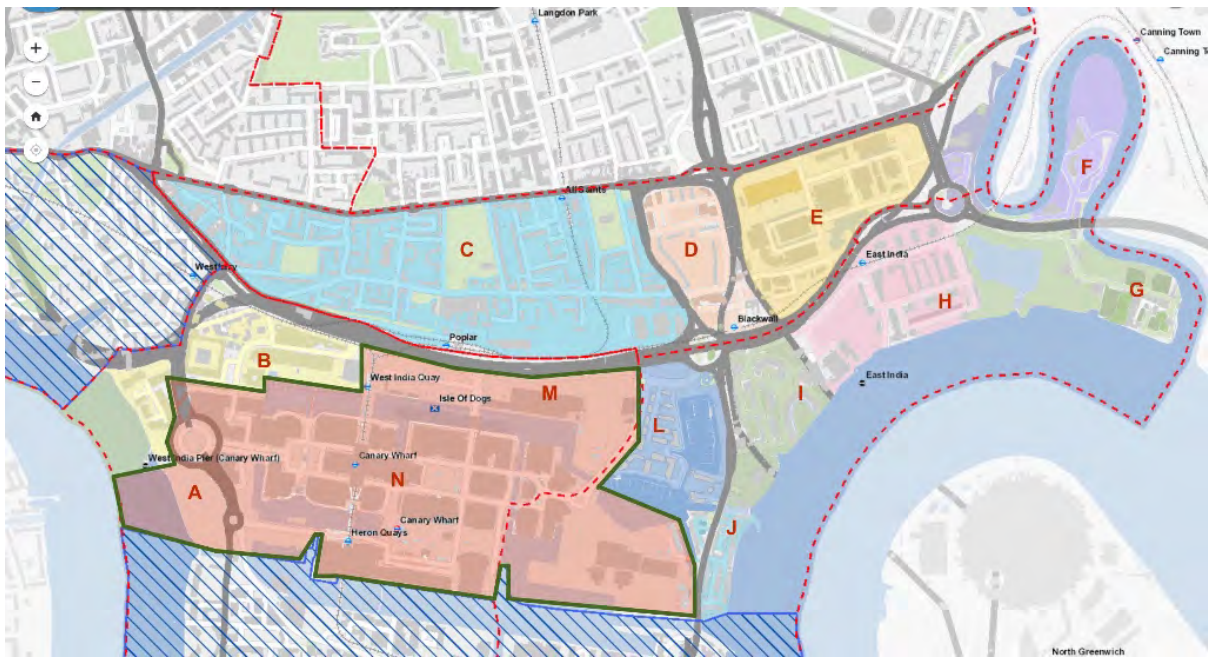 Langdon Park
Canning Town
Canning T
+
−
F
All Saints
E
C
D
Westferry
East India
G
H
Blackwall
Poplar
B
West India Quay
M
East India
I
Isle Of Dogs
L
West India Pier (Canary Wharf)
Canary Wharf
N
A
Canary Wharf
J
Heron Quays
North Greenwich